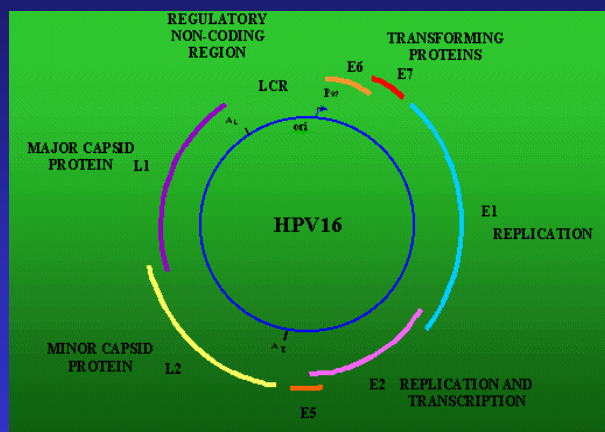 REGULATORY
NON-CODING
REGION
TRANSFORMING
PROTEINS
E6
E7
LCR
P97
AL
ori
MAJOR CAPSID
PROTEIN L1
E1
HPV16
REPLICATION
AE
MINOR CAPSID
PROTEIN L2
E2 REPLICATION AND
TRANSCRIPTION
E5